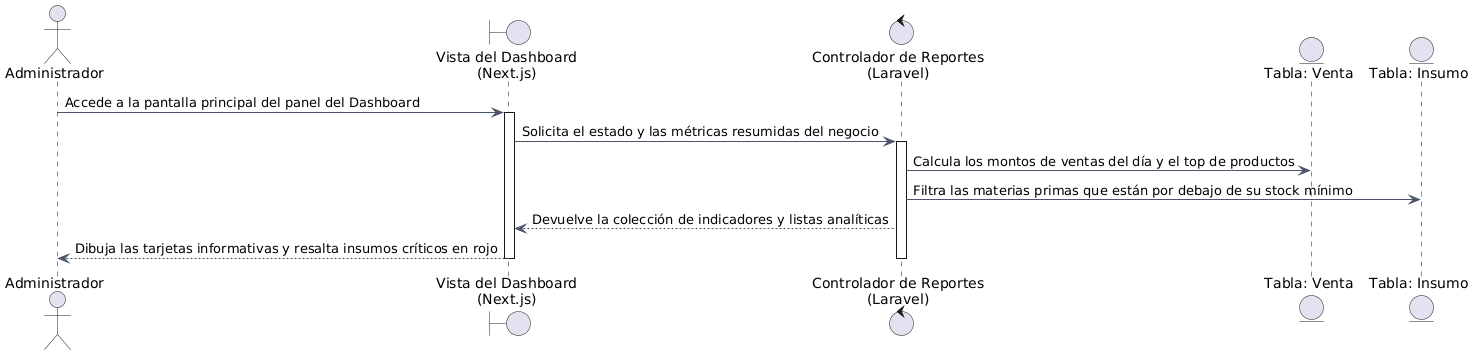 Administrador
Vista del Dashboard
(Next.js)
Controlador de Reportes
(Laravel)
Tabla: Venta
Tabla: Insumo
Accede a la pantalla principal del panel del Dashboard
Solicita el estado y las métricas resumidas del negocio
Calcula los montos de ventas del día y el top de productos
Filtra las materias primas que están por debajo de su stock mínimo
Devuelve la colección de indicadores y listas analíticas
Dibuja las tarjetas informativas y resalta insumos críticos en rojo
Administrador
Vista del Dashboard
(Next.js)
Controlador de Reportes
(Laravel)
Tabla: Venta
Tabla: Insumo